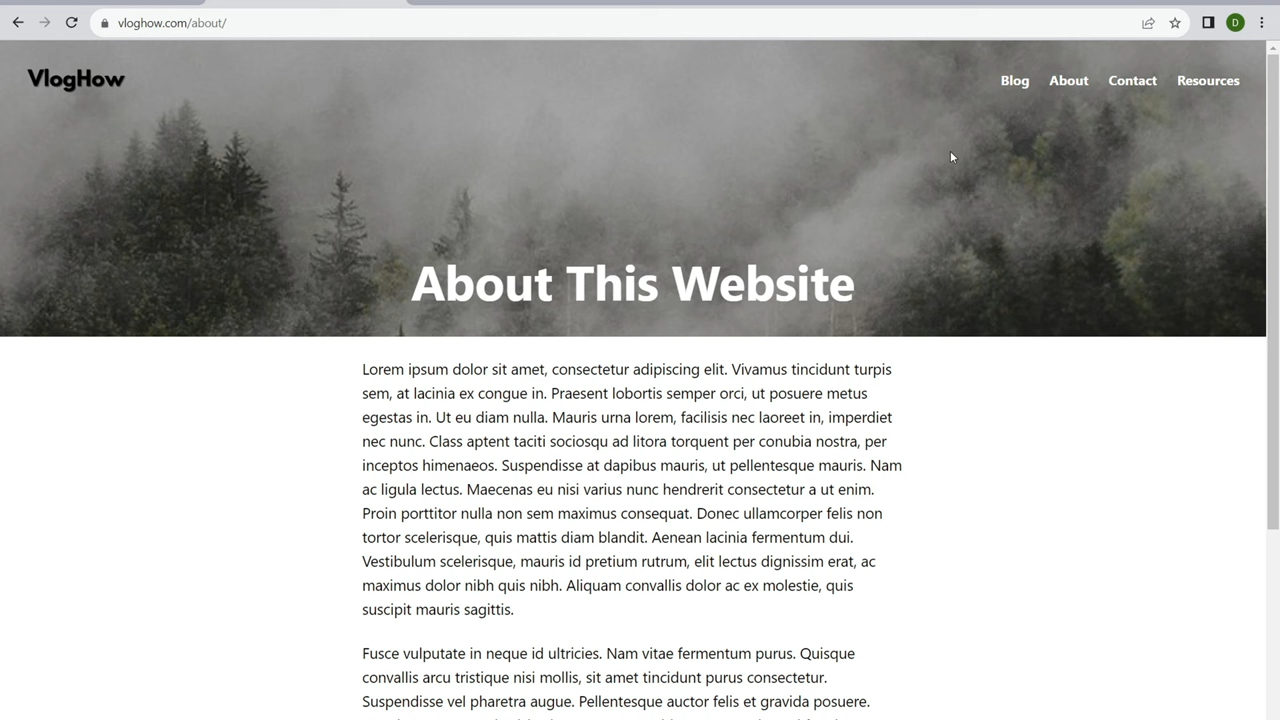 vloghow.com/about/
D
VlogHow
Blog About Contact Resources
About This Website
Lorem ipsum dolor sit amet, consectetur adipiscing elit. Vivamus tincidunt turpis
sem, at lacinia ex congue in. Praesent lobortis semper orci, ut posuere metus
egestas in. Ut eu diam nulla. Mauris urna lorem, facilisis nec laoreet in, imperdiet
nec nunc. Class aptent taciti sociosqu ad litora torquent per conubia nostra, per
inceptos himenaeos. Suspendisse at dapibus mauris, ut pellentesque mauris. Nam
ac ligula lectus. Maecenas eu nisi varius nunc hendrerit consectetur a ut enim.
Proin porttitor nulla non sem maximus consequat. Donec ullamcorper felis non
tortor scelerisque, quis mattis diam blandit. Aenean lacinia fermentum dui.
Vestibulum scelerisque, mauris id pretium rutrum, elit lectus dignissim erat, ac
maximus dolor nibh quis nibh. Aliquam convallis dolor ac ex molestie, quis
suscipit mauris sagittis.
Fusce vulputate in neque id ultricies. Nam vitae fermentum purus. Quisque
convallis arcu tristique nisi mollis, sit amet tincidunt purus consectetur.
Suspendisse vel pharetra augue. Pellentesque auctor felis et gravida posuere.